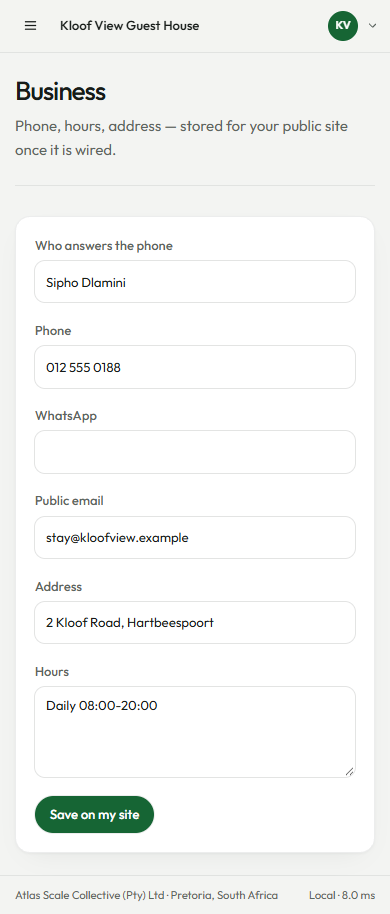 Kloof View Guest House
KV
Business
Phone, hours, address — stored for your public site
once it is wired.
Who answers the phone
Sipho Dlamini
Phone
012 555 0188
WhatsApp
Public email
stay@kloofview.example
Address
2 Kloof Road, Hartbeespoort
Hours
Daily 08:00-20:00
Save on my site
Atlas Scale Collective (Pty) Ltd · Pretoria, South Africa
Local · 8.0 ms